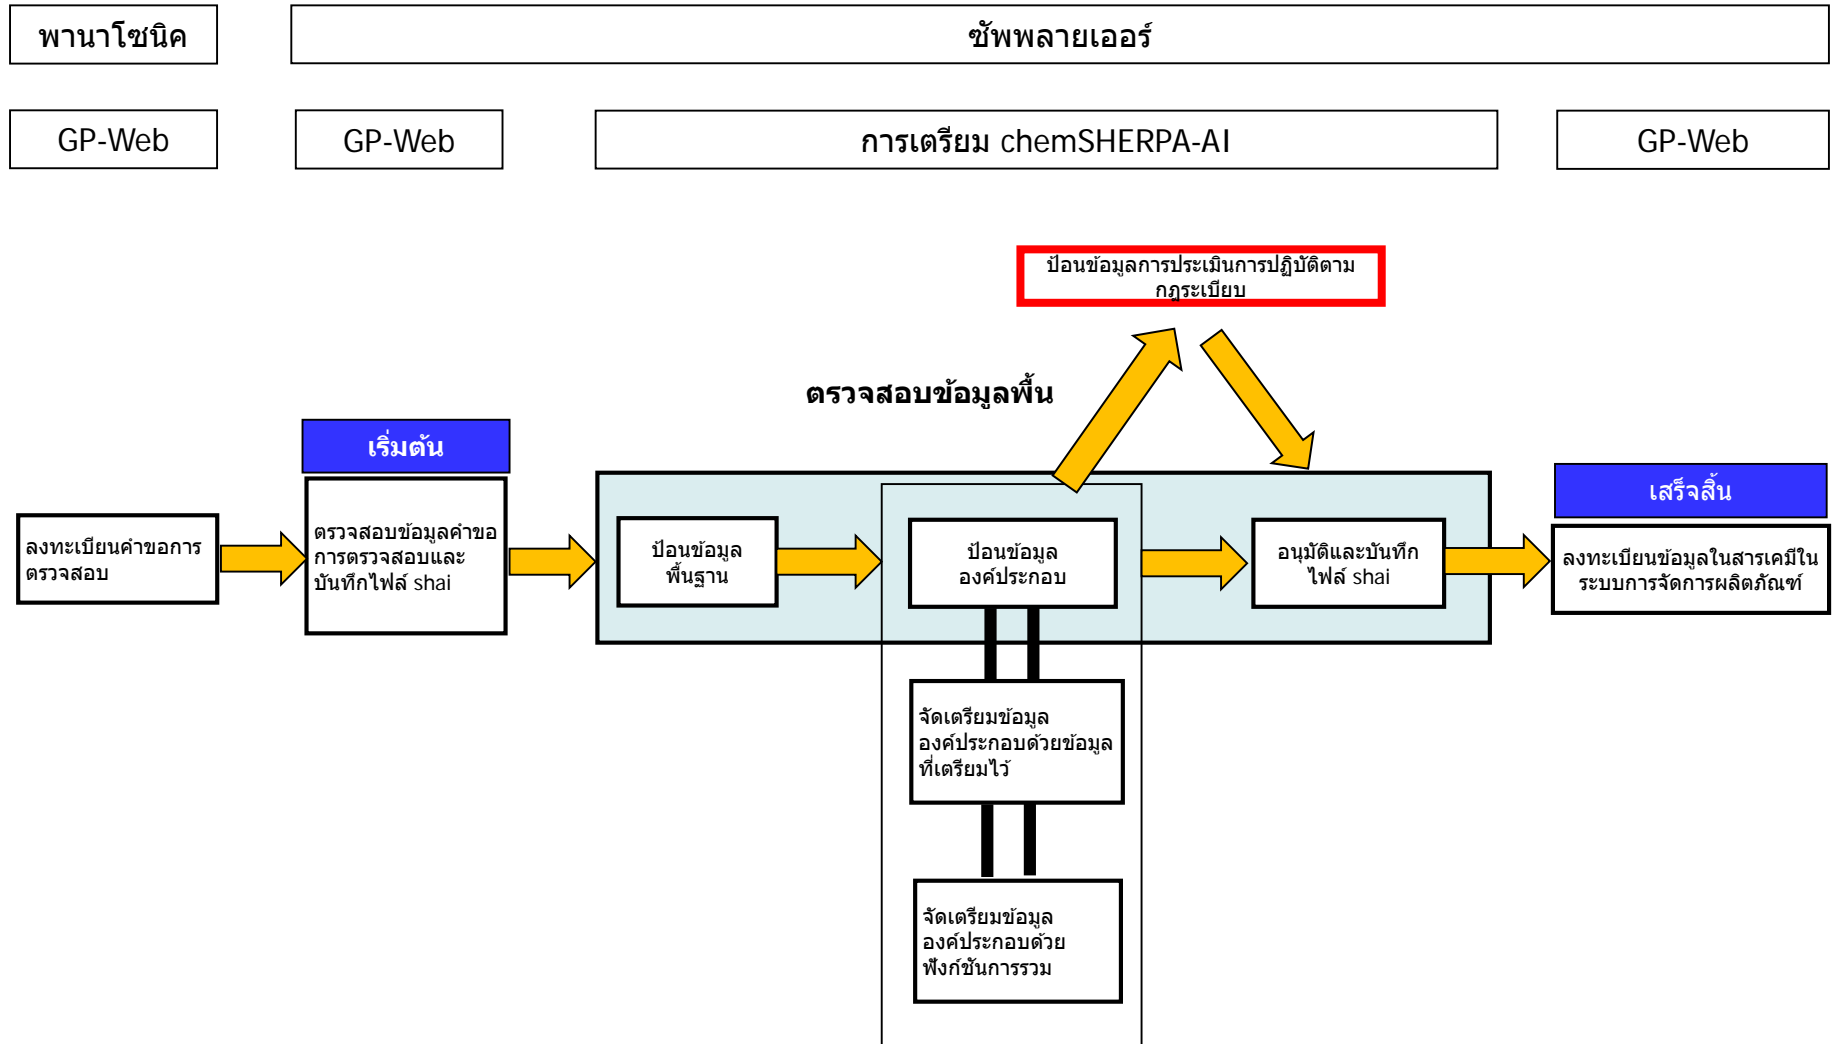 พานาโซนิค
ซัพพลายเออร์
GP-Web
GP-Web
การเตรียม chemSHERPA-AI
GP-Web
ป้อนข้อมูลการประเมินการปฏิบัติตาม
กฎระเบียบ
ตรวจสอบข้อมูลพื้น
เริ่มต้น
เสร็จสิ้น
ลงทะเบียนคำขอการ
ตรวจสอบ
ตรวจสอบข้อมูลคำขอ
การตรวจสอบและ
บันทึกไฟล์ shai
ป้อนข้อมูล
พื้นฐาน
ป้อนข้อมูล
องค์ประกอบ
อนุมัติและบันทึก
ไฟล์ shai
ลงทะเบียนข้อมูลในสารเคมีใน
ระบบการจัดการผลิตภัณฑ์
จัดเตรียมข้อมูล
องค์ประกอบด้วยข้อมูล
ที่เตรียมไว้
จัดเตรียมข้อมูล
องค์ประกอบด้วย
ฟังก์ชันการรวม